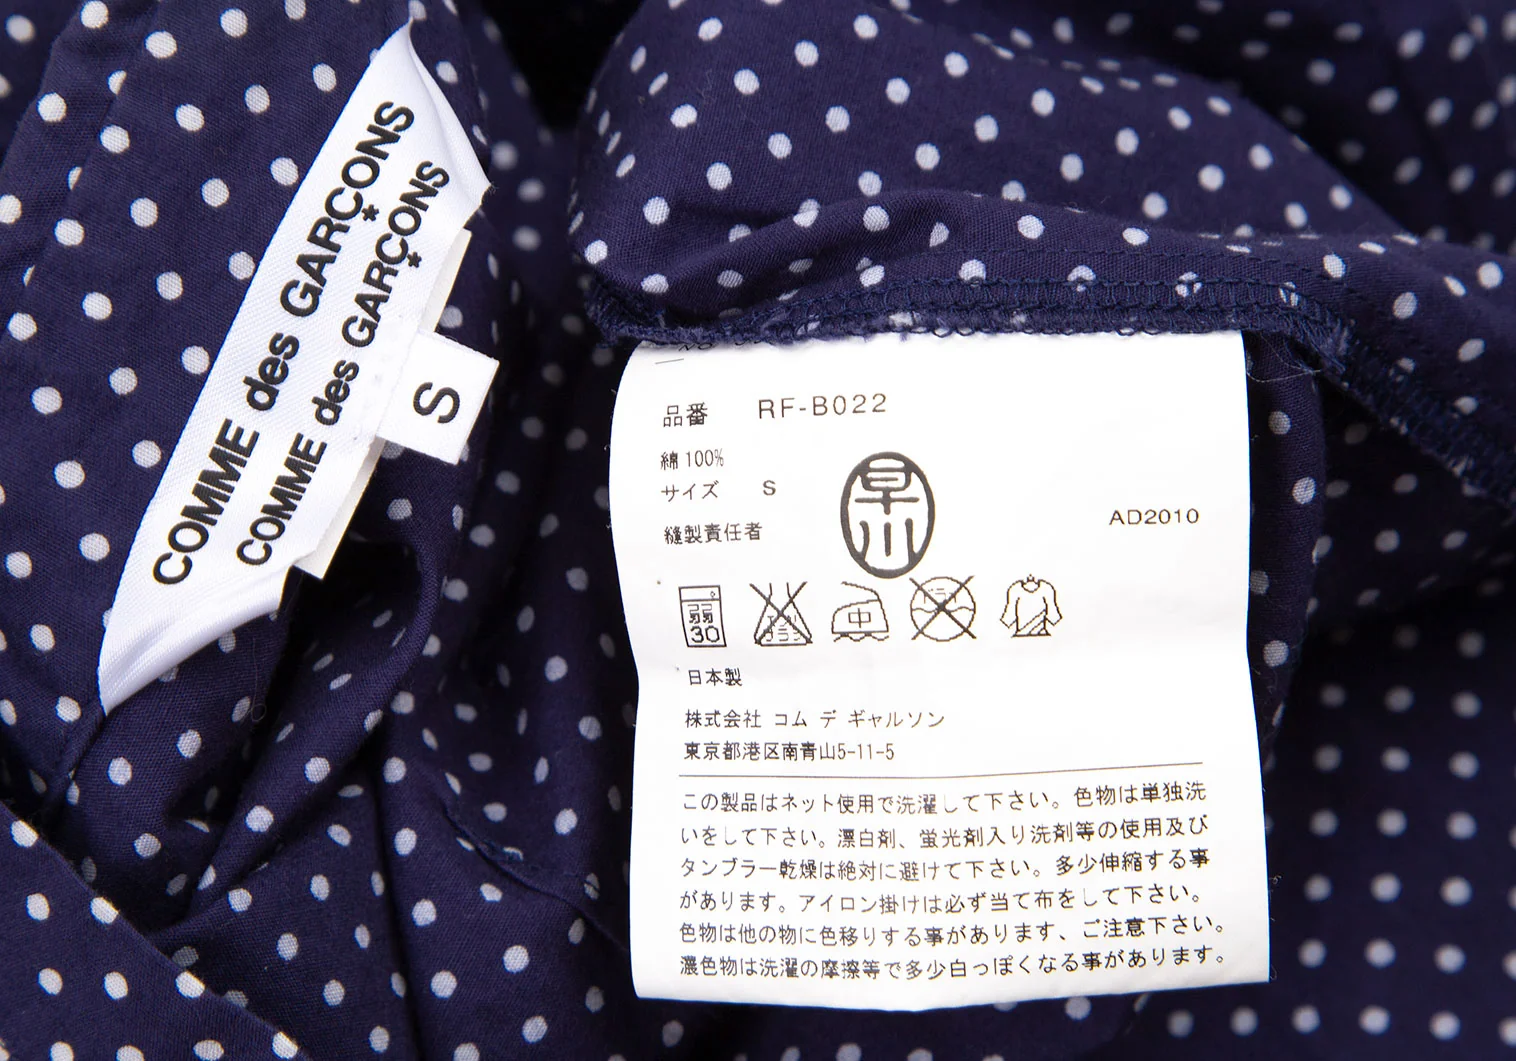 COMME des GARÇONS
COMME des GARÇONS
S
品番 RF-B022
綿 100%
サイズ S
縫製責任者
早川
AD2010
弱
30
中
日本製
株式会社 コム デ ギャルソン
東京都港区南青山5-11-5
この製品はネット使用で洗濯して下さい。色物は単独洗
いをして下さい。漂白剤、蛍光剤入り洗剤等の使用及び
タンブラー乾燥は絶対に避けて下さい。多少伸縮する事
があります。アイロン掛けは必ず当て布をして下さい。
色物は他の物に色移りする事があります、ご注意下さい。
濃色物は洗濯の摩擦等で多少白っぽくなる事があります。